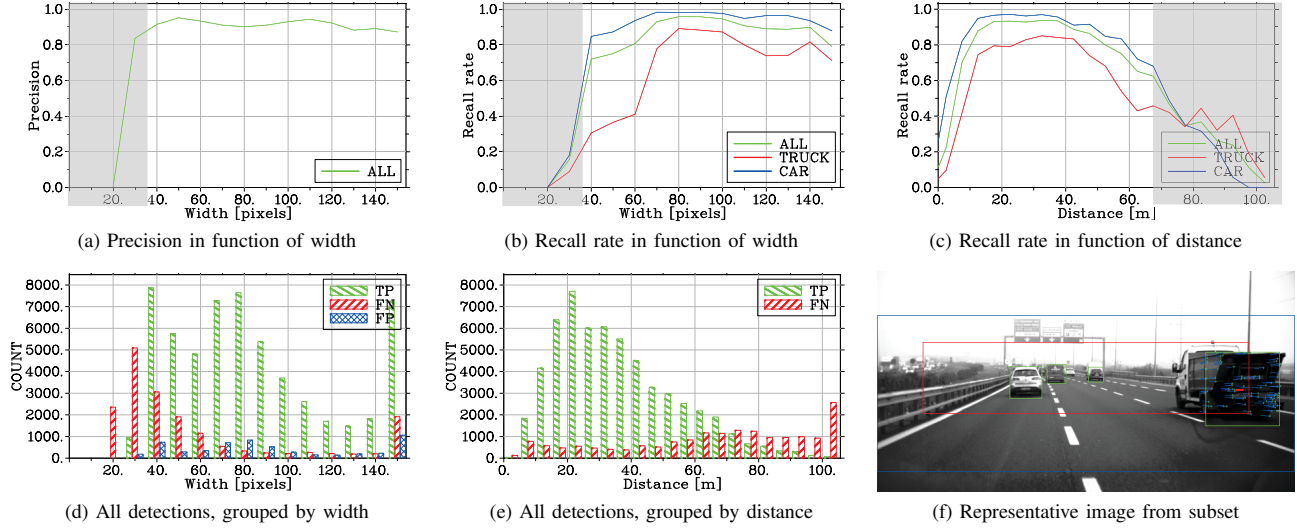 1.0
0.8
0.6
0.4
0.2
0.0
Precision
20. 40. 60. 80. 100. 120. 140.
Width [pixels]
ALL
(a) Precision in function of width
1.0
0.8
0.6
0.4
0.2
0.0
Recall rate
20. 40. 60. 80. 100. 120. 140.
Width [pixels]
ALL
TRUCK
CAR
(b) Recall rate in function of width
1.0
0.8
0.6
0.4
0.2
0.0
Recall rate
0. 20. 40. 60. 80. 100.
Distance [m]
ALL
TRUCK
CAR
(c) Recall rate in function of distance
8000.
7000.
6000.
5000.
4000.
3000.
2000.
1000.
0.
COUNT
20. 40. 60. 80. 100. 120. 140.
Width [pixels]
TP
FN
FP
(d) All detections, grouped by width
8000.
7000.
6000.
5000.
4000.
3000.
2000.
1000.
0.
COUNT
0. 20. 40. 60. 80. 100.
Distance [m]
TP
FN
(e) All detections, grouped by distance
(f) Representative image from subset